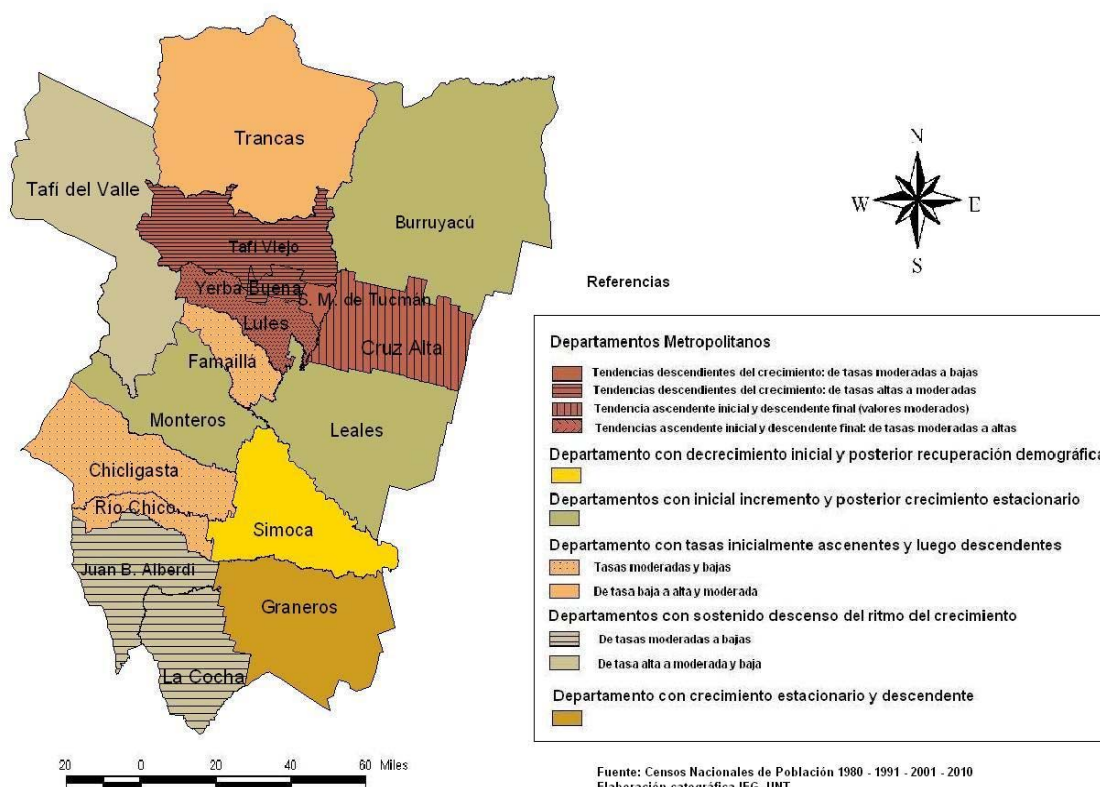 Trancas
Tafí del Valle
Burruyacú
Tafí Viejo
Yerba Buena
S. M. de Tucmán
Lules
Cruz Alta
Famaillá
Monteros
Leales
Chicligasta
Río Chico
Simoca
Juan B. Alberdi
Graneros
La Cocha
N
W
E
S
Referencias
Departamentos Metropolitanos
Tendencias descendientes del crecimiento: de tasas moderadas a bajas
Tendencias descendientes del crecimiento: de tasas altas a moderadas
Tendencia ascendente inicial y descendente final (valores moderados)
Tendencias ascendente inicial y descendente final: de tasas moderadas a altas
Departamento con decrecimiento inicial y posterior recuperación demográfica
Departamentos con inicial incremento y posterior crecimiento estacionario
Departamento con tasas inicialmente ascenentes y luego descendentes
Tasas moderadas y bajas
De tasa baja a alta y moderada
Departamentos con sostenido descenso del ritmo del crecimiento
De tasas moderadas a bajas
De tasa alta a moderada y baja
Departamento con crecimiento estacionario y descendente
20 0 20 40 60 Miles
Fuente: Censos Nacionales de Población 1980 - 1991 - 2001 - 2010
Elaboración catográfica IEG- UNT